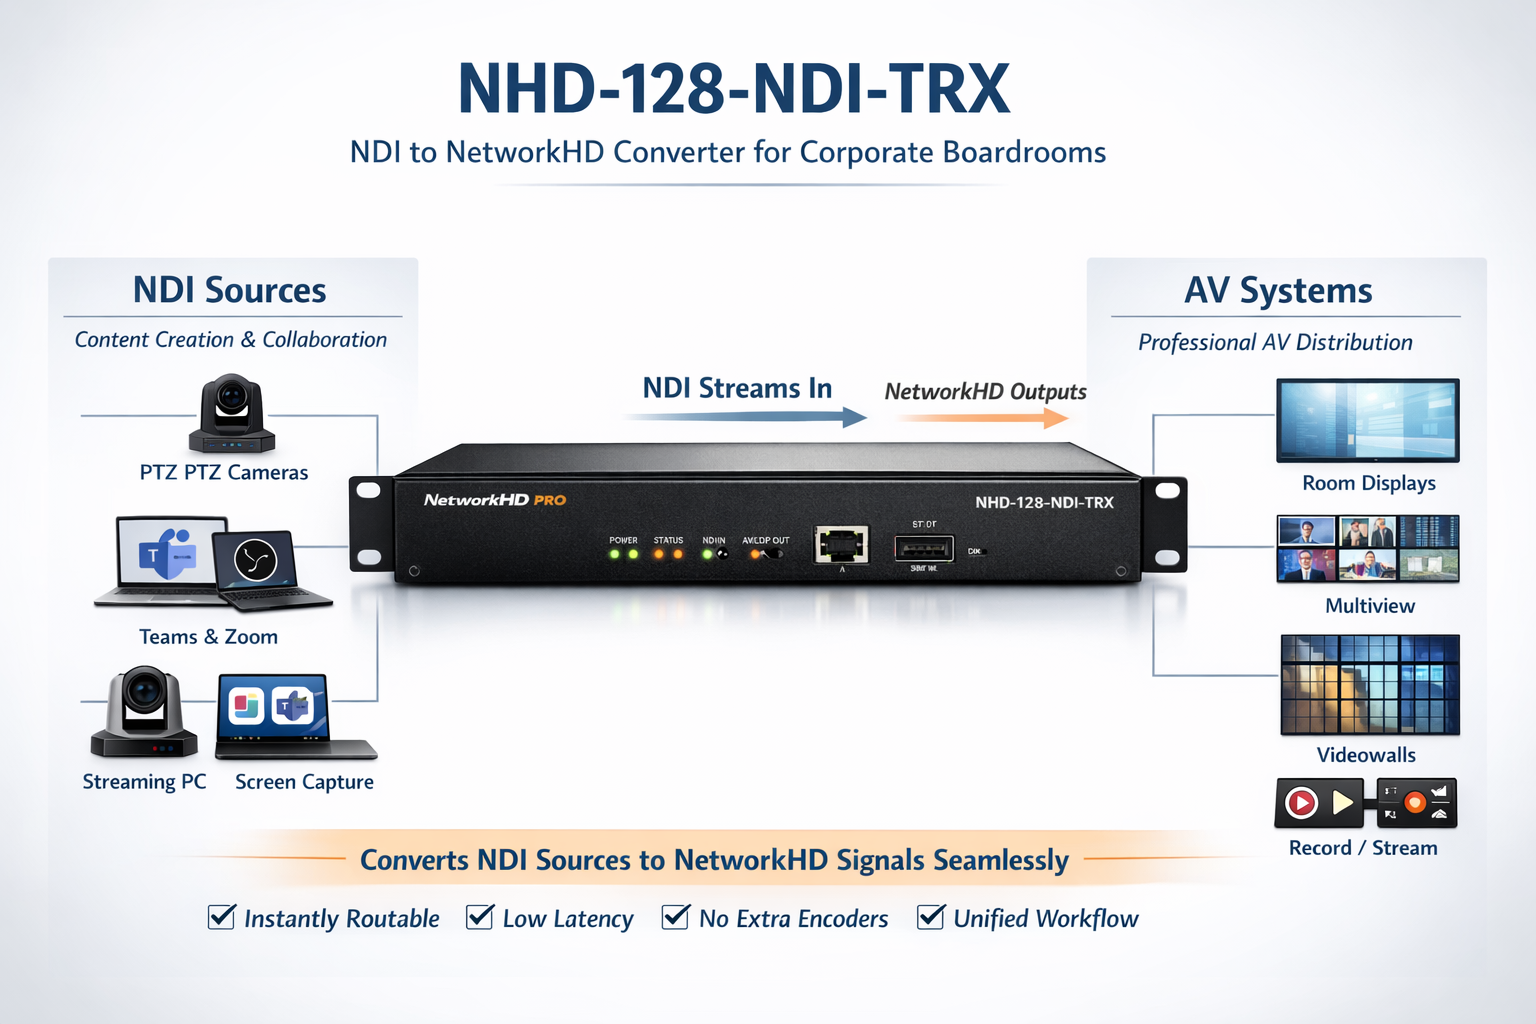 NHD-128-NDI-TRX
NDI to NetworkHD Converter for Corporate Boardrooms
NDI Sources
Content Creation & Collaboration
PTZ PTZ Cameras
T
Teams & Zoom
Streaming PC
Screen Capture
NDI Streams In
NetworkHD Outputs
NetworkHD PRO
NHD-128-NDI-TRX
POWER
STATUS
OUT
A
AV Systems
Professional AV Distribution
Room Displays
Multiview
Videowalls
Record / Stream
Converts NDI Sources to NetworkHD Signals Seamlessly
Instantly Routable
Low Latency
No Extra Encoders
Unified Workflow